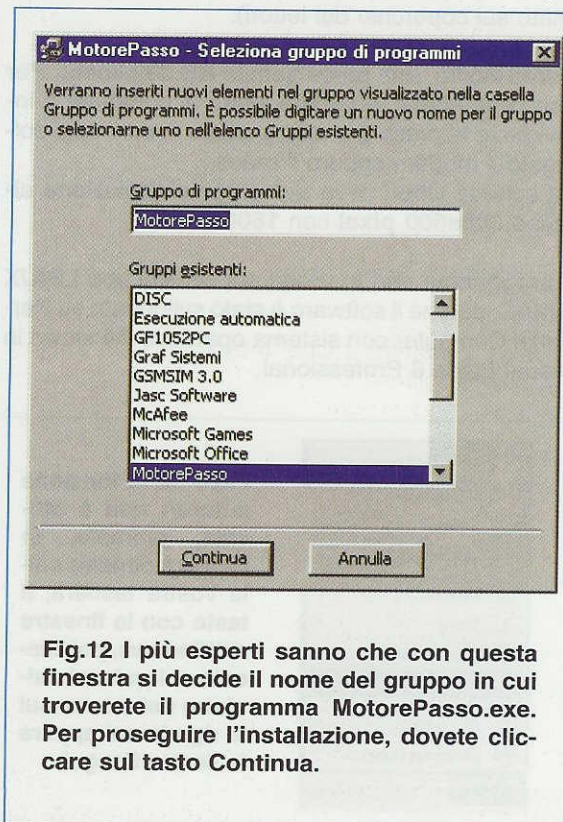 MotorePasso - Seleziona gruppo di programmi
Verranno inseriti nuovi elementi nel gruppo visualizzato nella casella
Gruppo di programmi. È possibile digitare un nuovo nome per il gruppo
o selezionarne uno nell'elenco Gruppi esistenti.
Gruppo di programmi:
MotorePasso
Gruppi esistenti:
DISC
Esecuzione automatica
GF1052PC
Graf Sistemi
GSMSIM 3.0
Jasc Software
McAfee
Microsoft Games
Microsoft Office
MotorePasso
Continua
Annulla
Fig.12 I più esperti sanno che con questa
finestra si decide il nome del gruppo in cui
troverete il programma MotorePasso.exe.
Per proseguire l'installazione, dovete clic-
care sul tasto Continua.